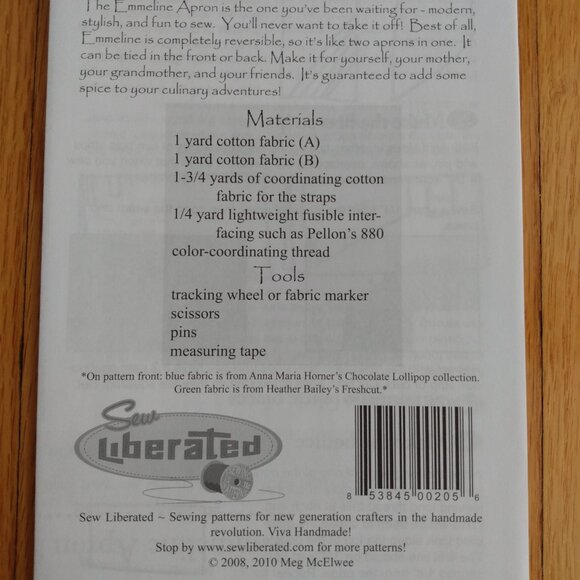 The Emmeline Apron is the one you've been waiting for - modern,
stylish, and fun to sew. You'll never want to take it off! Best of all,
Emmeline is completely reversible, so it's like two aprons in one. It
can be tied in the front or back. Make it for yourself, your mother,
your grandmother, and your friends. It's guaranteed to add some
spice to your culinary adventures!
Materials
1 yard cotton fabric (A)
1 yard cotton fabric (B)
1-3/4 yards of coordinating cotton
fabric for the straps
1/4 yard lightweight fusible inter-
facing such as Pellon's 880
color-coordinating thread
Tools
tracking wheel or fabric marker
scissors
pins
measuring tape
*On pattern front: blue fabric is from Anna Maria Horner's Chocolate Lollipop collection.
Green fabric is from Heather Bailey's Freshcut.*
Sew
Liberated
8 53845 00205 6
Sew Liberated ~ Sewing patterns for new generation crafters in the handmade
revolution. Viva Handmade!
Stop by www.sewliberated.com for more patterns!
© 2008, 2010 Meg McElwee